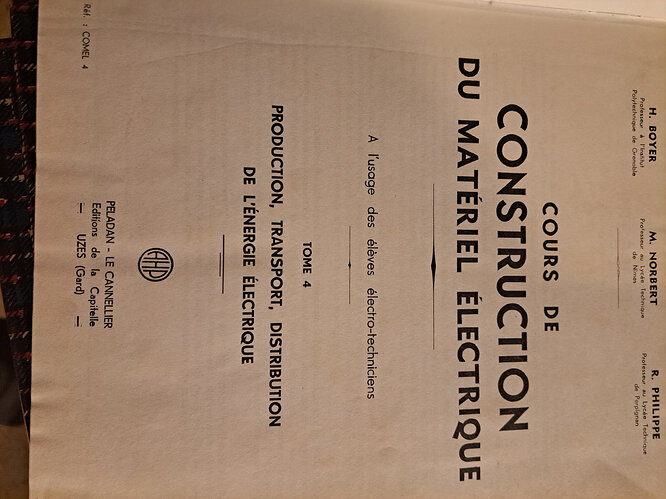 H. BOYER
Professeur à l'Institut
Polytechnique de Grenoble
M. NORBERT
Professeur au Lycée Technique
de Nîmes
R. PHILIPPE
Professeur au Lycée Technique
de Perpignan
COURS DE
CONSTRUCTION
DU MATÉRIEL ÉLECTRIQUE
A l'usage des élèves électro-techniciens
TOME 4
PRODUCTION, TRANSPORT, DISTRIBUTION
DE L'ÉNERGIE ÉLECTRIQUE
PELADAN - LE CANNELLIER
Editions de la Capitelle
— UZES (Gard) —
Réf. : COMEL 4